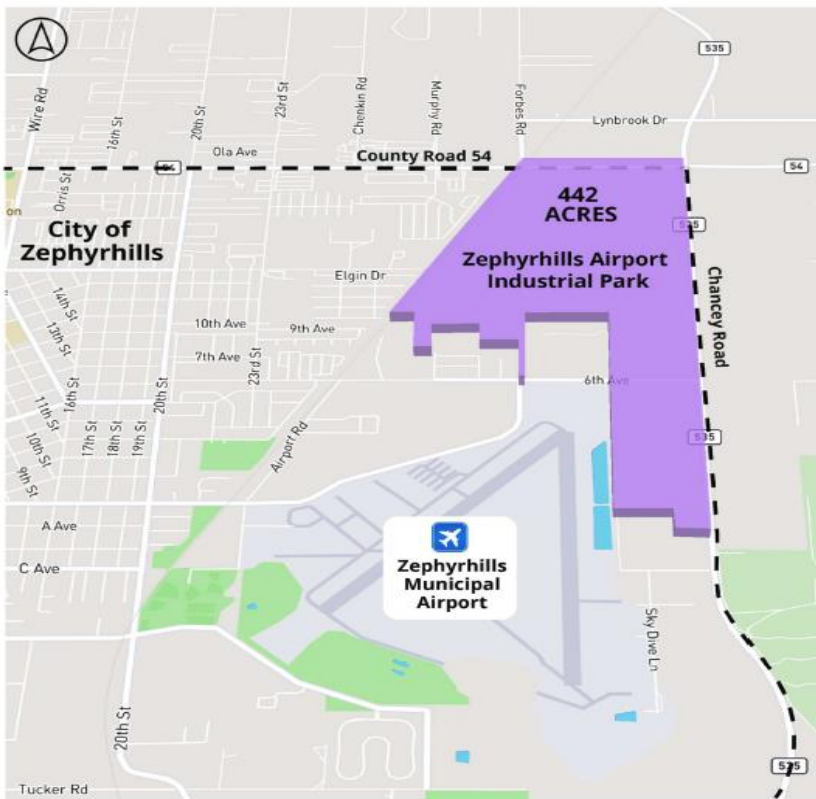 535
Wire Rd
16th St
20th St
23rd St
Chenkin Rd
Murphy Rd
Forbes Rd
Lynbrook Dr
Ola Ave
County Road 54
54
54
on
Orris St
City of
Zephyrhills
442
ACRES
535
Zephyrhills Airport
Industrial Park
Elgin Dr
Chancey Road
14th St
13th St
10th Ave
9th Ave
7th Ave
23rd St
6th Ave
16th St
20th St
11th St
10th St
9th St
17th St
18th St
19th St
Airport Rd
535
A Ave
C Ave
Zephyrhills
Municipal
Airport
Sky Dive Ln
20th St
535
Tucker Rd